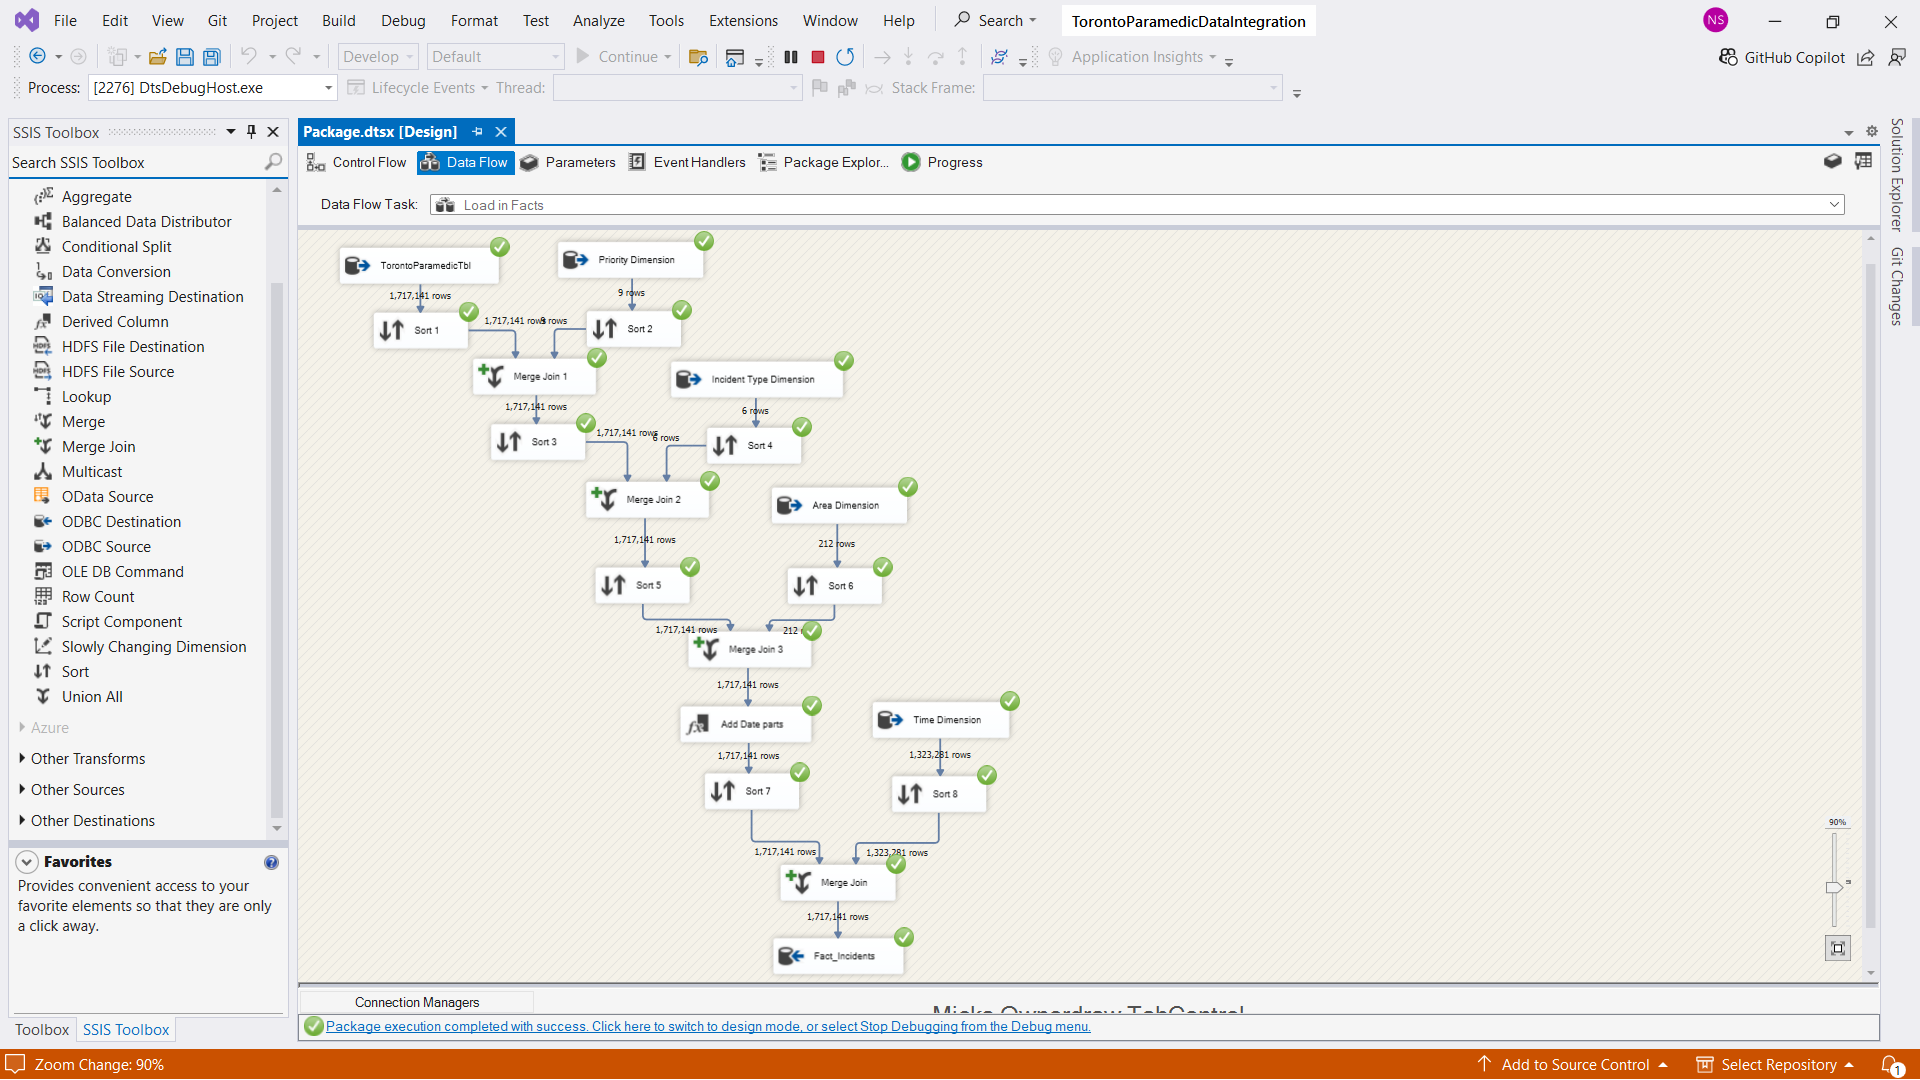 File Edit View Git Project Build Debug Format Test Analyze Tools Extensions Window Help Search TorontoParamedicDataIntegration NS
Develop Default Continue Application Insights GitHub Copilot
Process: [2276] DtsDebugHost.exe Lifecycle Events Thread: Stack Frame:
SSIS Toolbox
Search SSIS Toolbox
Aggregate
Balanced Data Distributor
Conditional Split
Data Conversion
Data Streaming Destination
Derived Column
HDFS File Destination
HDFS File Source
Lookup
Merge
Merge Join
Multicast
OData Source
ODBC Destination
ODBC Source
OLE DB Command
Row Count
Script Component
Slowly Changing Dimension
Sort
Union All
Azure
Other Transforms
Other Sources
Other Destinations
Favorites
Provides convenient access to your
favorite elements so that they are only
a click away.
Toolbox SSIS Toolbox
Package.dtsx [Design]
Control Flow Data Flow Parameters Event Handlers Package Explor... Progress
Data Flow Task: Load in Facts
TorontoParamedicTbl
Priority Dimension
1,717,141 rows
9 rows
Sort 1
1,717,141 rows
9 rows
Sort 2
Merge Join 1
Incident Type Dimension
1,717,141 rows
6 rows
Sort 3
1,717,141 rows
6 rows
Sort 4
Merge Join 2
Area Dimension
1,717,141 rows
212 rows
Sort 5
Sort 6
1,717,141 rows
212
Merge Join 3
1,717,141 rows
Add Date parts
Time Dimension
1,717,141 rows
1,323,281 rows
Sort 7
Sort 8
1,717,141 rows
1,323,281 rows
Merge Join
1,717,141 rows
Fact_Incidents
90%
Connection Managers
Package execution completed with success. Click here to switch to design mode, or select Stop Debugging from the Debug menu.
Solution Explorer
Git Changes
Zoom Change: 90% Add to Source Control Select Repository 1